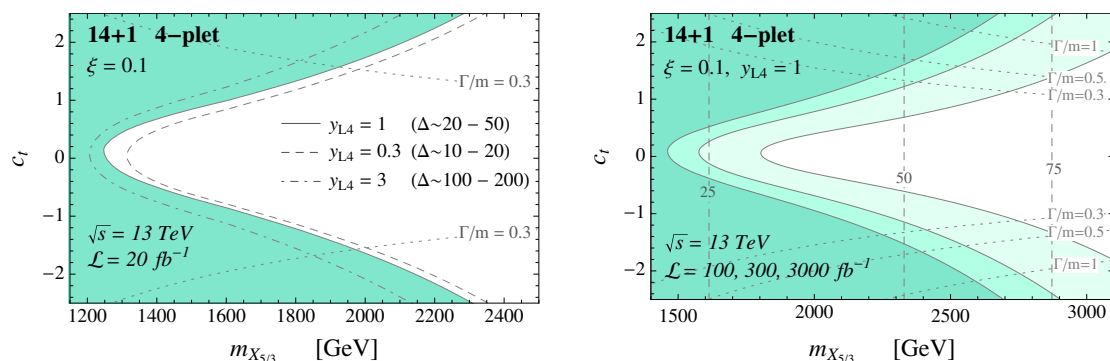 14+1 4-plet
ξ = 0.1
Γ/m = 0.3
y_L4 = 1 (Δ~20 – 50)
y_L4 = 0.3 (Δ~10 – 20)
y_L4 = 3 (Δ~100 – 200)
Γ/m = 0.3
√s = 13 TeV
ℒ = 20 fb⁻¹
c_t
2
1
0
−1
−2
1200 1400 1600 1800 2000 2200 2400
m_X_5/3 [GeV]
14+1 4-plet
ξ = 0.1, y_L4 = 1
Γ/m=1
Γ/m=0.5
Γ/m=0.3
25
50
75
Γ/m=0.3
Γ/m=0.5
Γ/m=1
√s = 13 TeV
ℒ = 100, 300, 3000 fb⁻¹
c_t
2
1
0
−1
−2
1500 2000 2500 3000
m_X_5/3 [GeV]